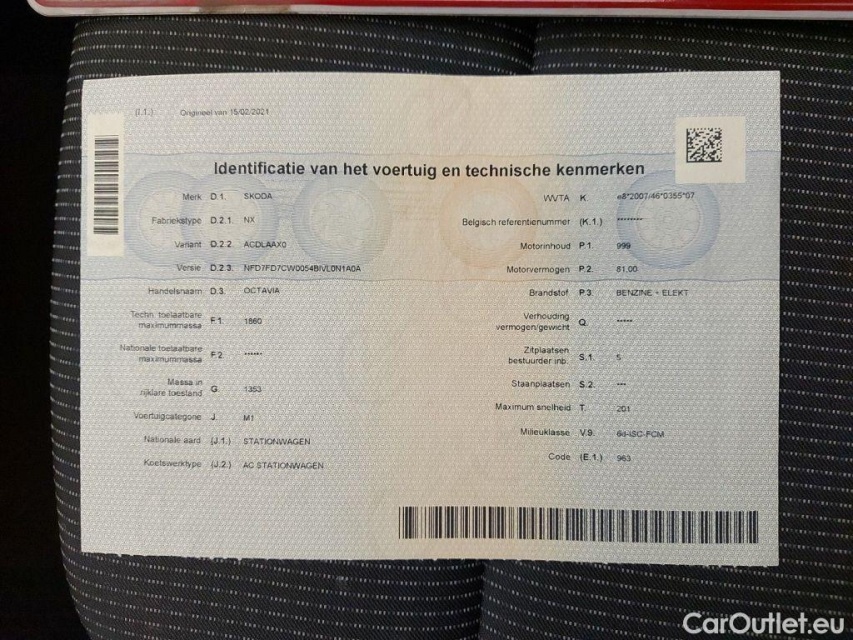 (I.1.) Origineel van 15/02/2021
Identificatie van het voertuig en technische kenmerken
Merk D.1. SKODA
Fabriekstype D.2.1. NX
Variant D.2.2. ACDLAAX0
Versie D.2.3. NFD7FD7CW0054BIVL0N1A0A
Handelsnaam D.3. OCTAVIA
Techn. toelaatbare
maximummassa F.1. 1860
Nationale toelaatbare
maximummassa F.2. ******
Massa in
rijklare toestand G. 1353
Voertuigcategorie J. M1
Nationale aard (J.1.) STATIONWAGEN
Koetswerktype (J.2.) AC STATIONWAGEN
WVTA K. e8*2007/46*0355*07
Belgisch referentienummer (K.1.) ********
Motorinhoud P.1. 999
Motorvermogen P.2. 81.00
Brandstof P.3. BENZINE + ELEKT
Verhouding
vermogen/gewicht Q. *****
Zitplaatsen
bestuurder inb. S.1. 5
Staanplaatsen S.2. ***
Maximum snelheid T. 201
Milieuklasse V.9. 6d-ISC-FCM
Code (E.1.) 963
CarOutlet.eu